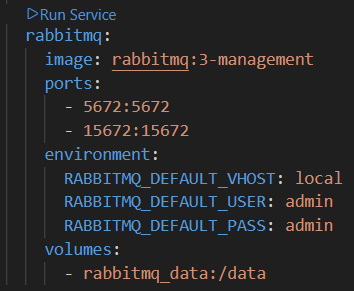 Run Service
rabbitmq:
  image: rabbitmq:3-management
  ports:
    - 5672:5672
    - 15672:15672
  environment:
    RABBITMQ_DEFAULT_VHOST: local
    RABBITMQ_DEFAULT_USER: admin
    RABBITMQ_DEFAULT_PASS: admin
  volumes:
    - rabbitmq_data:/data